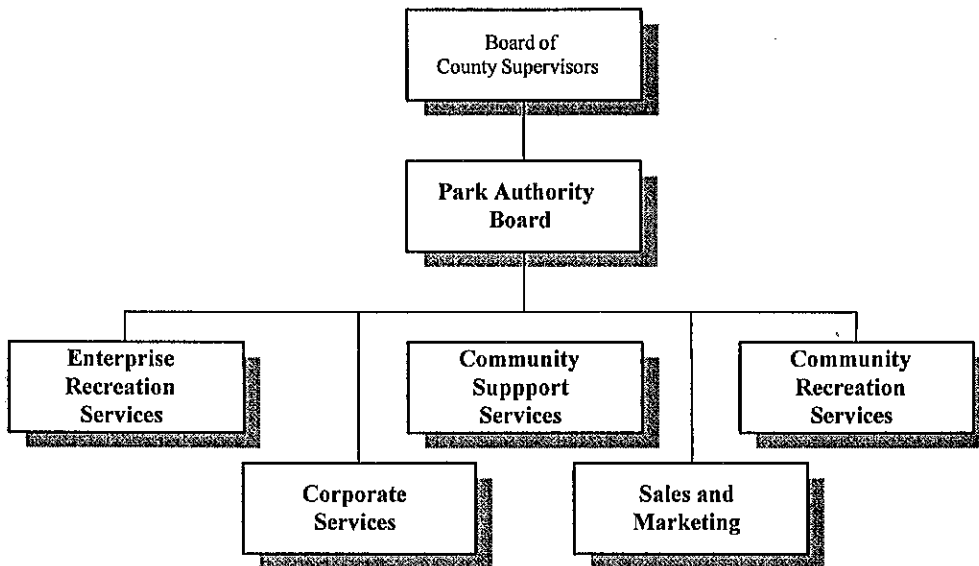 Board of
County Supervisors
Park Authority
Board
Enterprise
Recreation
Services
Community
Suppport
Services
Community
Recreation
Services
Corporate
Services
Sales and
Marketing